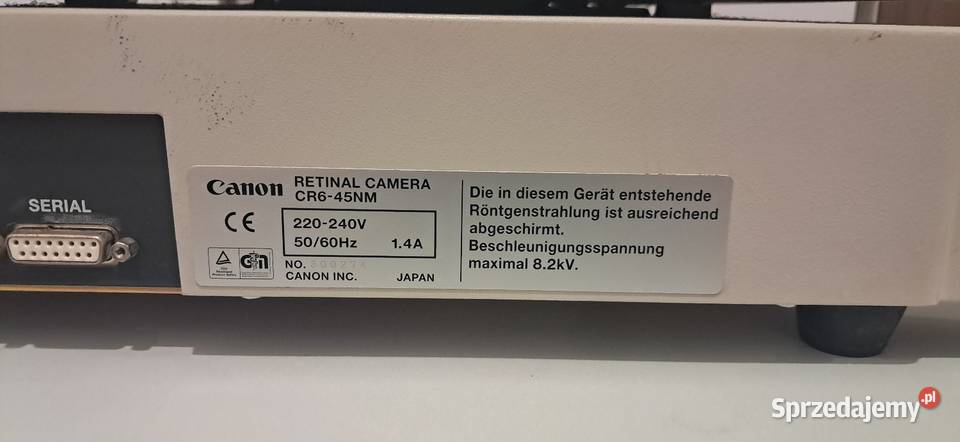 SERIAL
Canon
RETINAL CAMERA
CR6-45NM
CE
220-240V
50/60Hz 1.4A
NO.
CANON INC. JAPAN
Die in diesem Gerät entstehende
Röntgenstrahlung ist ausreichend
abgeschirmt.
Beschleunigungsspannung
maximal 8.2kV.
Sprzedajemy.pl